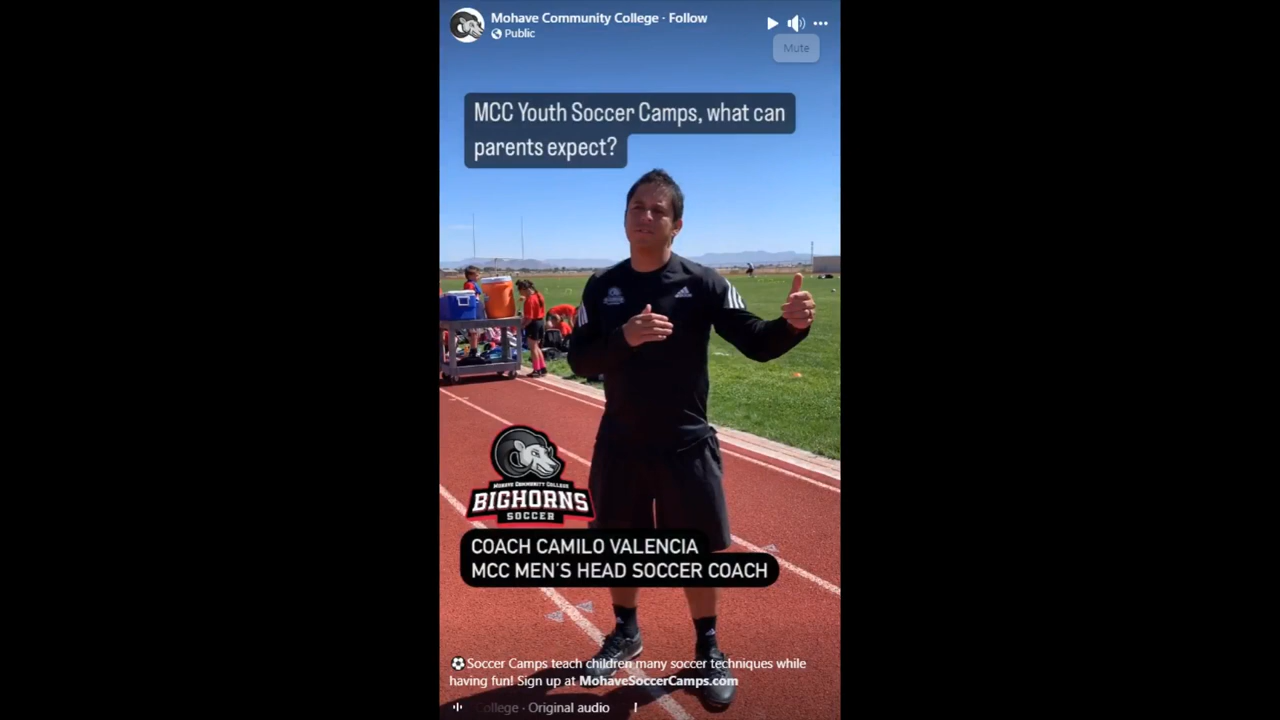 Mohave Community College · Follow
Public
Mute
MCC Youth Soccer Camps, what can
parents expect?
BIGHORNS
MOHAVE COMMUNITY COLLEGE
BIGHORNS
SOCCER
COACH CAMILO VALENCIA
MCC MEN'S HEAD SOCCER COACH
⚽Soccer Camps teach children many soccer techniques while
having fun! Sign up at MohaveSoccerCamps.com
College · Original audio